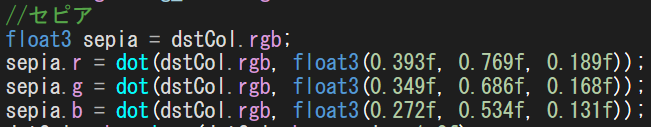 //セピア
float3 sepia = dstCol.rgb;
sepia.r = dot(dstCol.rgb, float3(0.393f, 0.769f, 0.189f));
sepia.g = dot(dstCol.rgb, float3(0.349f, 0.686f, 0.168f));
sepia.b = dot(dstCol.rgb, float3(0.272f, 0.534f, 0.131f));